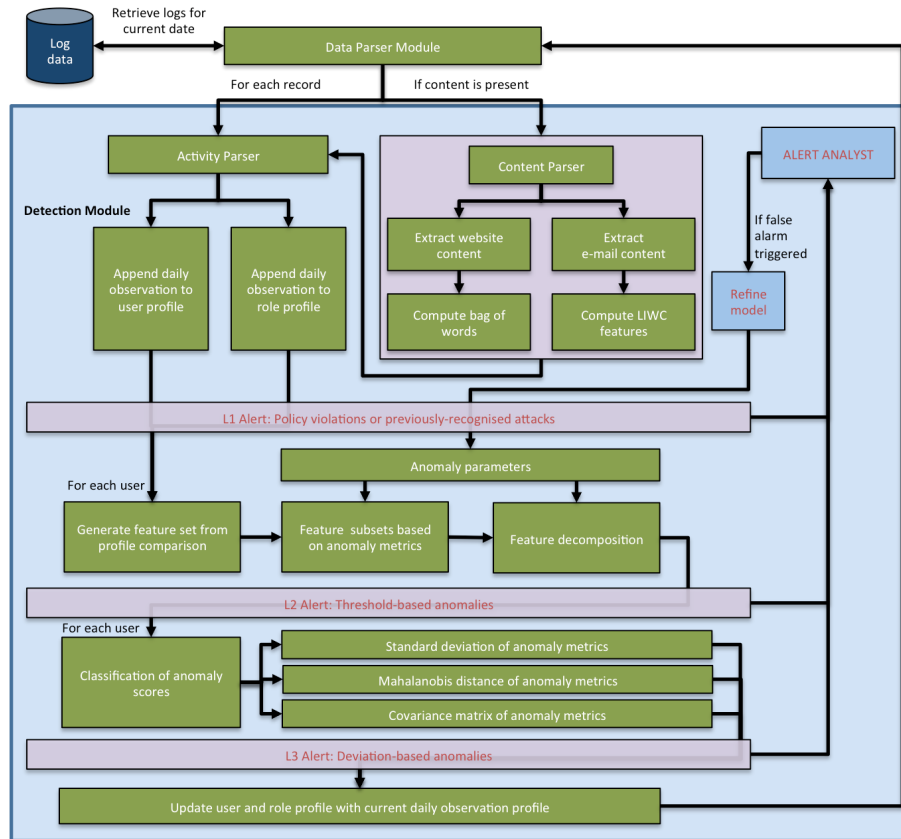 Retrieve logs for
current date
Log
data
Data Parser Module
For each record
If content is present
Activity Parser
Content Parser
ALERT ANALYST
Detection Module
Extract website
content
Extract
e-mail content
If false
alarm
triggered
Append daily
observation to
user profile
Append daily
observation to
role profile
Compute bag of
words
Compute LIWC
features
Refine
model
L1 Alert: Policy violations or previously-recognised attacks
Anomaly parameters
For each user
Generate feature set from
profile comparison
Feature subsets based
on anomaly metrics
Feature decomposition
L2 Alert: Threshold-based anomalies
For each user
Classification of anomaly
scores
Standard deviation of anomaly metrics
Mahalanobis distance of anomaly metrics
Covariance matrix of anomaly metrics
L3 Alert: Deviation-based anomalies
Update user and role profile with current daily observation profile